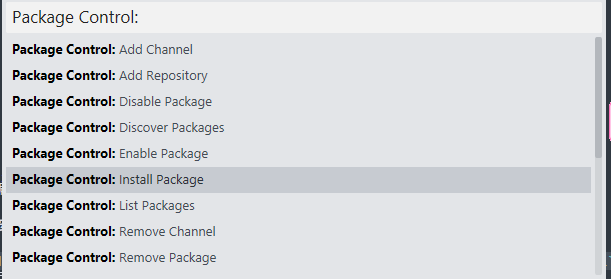 Package Control:
Package Control: Add Channel
Package Control: Add Repository
Package Control: Disable Package
Package Control: Discover Packages
Package Control: Enable Package
Package Control: Install Package
Package Control: List Packages
Package Control: Remove Channel
Package Control: Remove Package